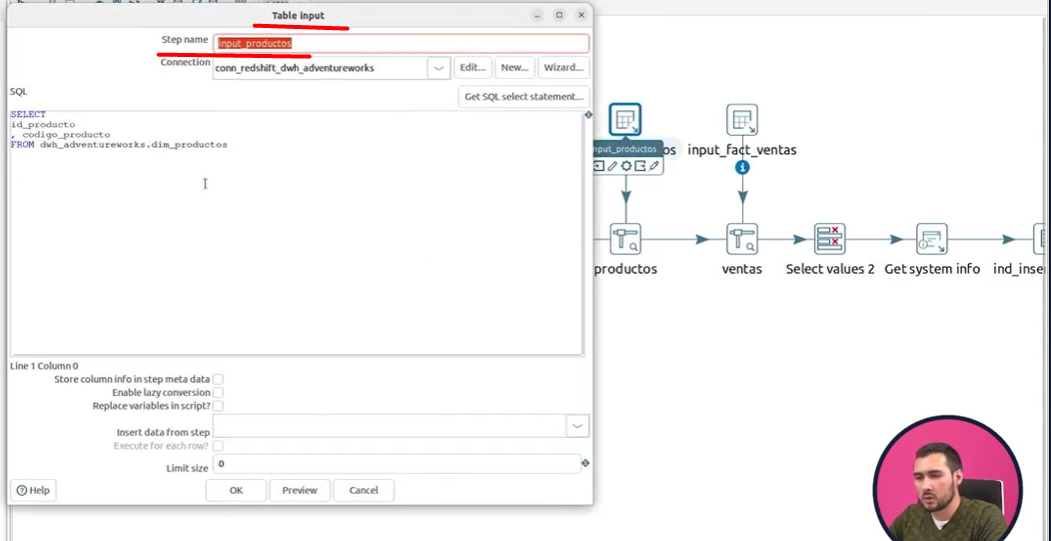 Table input
Step name
input_productos
Connection
conn_redshift_dwh_adventureworks
Edit...
New...
Wizard...
SQL
Get SQL select statement...
SELECT
id_producto
, codigo_producto
FROM dwh_adventureworks.dim_productos
Line 1 Column 0
Store column info in step meta data
Enable lazy conversion
Replace variables in script?
Insert data from step
Execute for each row?
Limit size
0
Help
OK
Preview
Cancel
nput_productos
os
input_fact_ventas
productos
ventas
Select values 2
Get system info
ind_inse